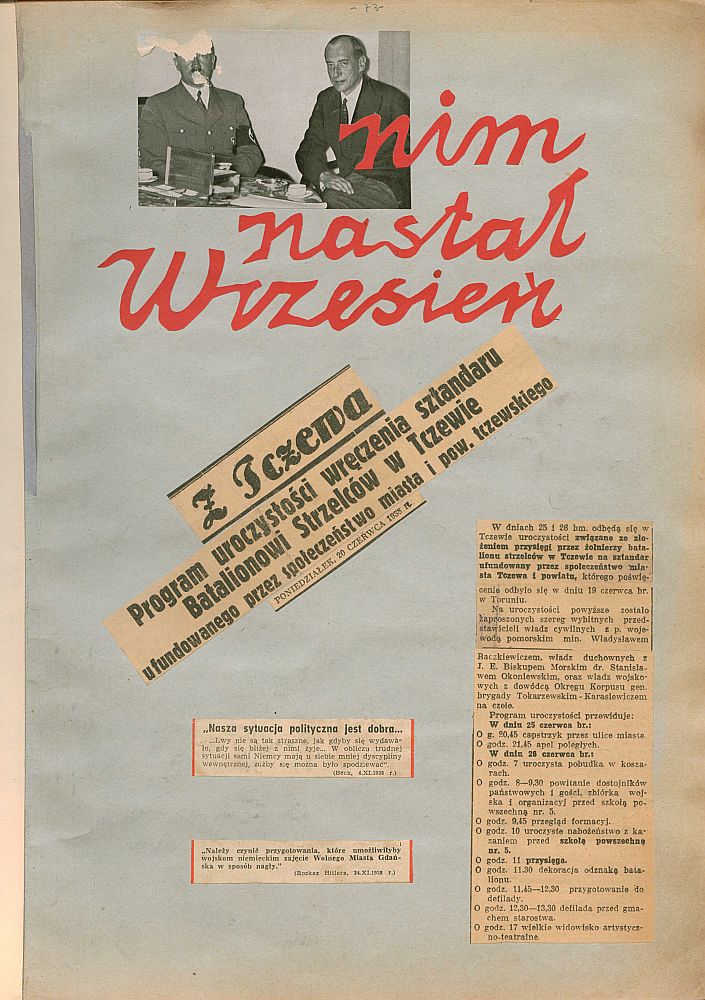 - 73 -
nim
nastał
Wrzesień
Z Tczewa
Program uroczystości wręczenia sztandaru
Batalionowi Strzelców w Tczewie
ufundowanego przez społeczeństwo miasta i pow. tczewskiego
PONIEDZIAŁEK, 20 CZERWCA 1938 r.
W dniach 25 i 26 bm. odbędą się w
Tczewie uroczystości związane ze zło-
żeniem przysięgi przez żołnierzy bata-
lionu strzelców w Tczewie na sztandar
ufundowany przez społeczeństwo mia-
sta Tczewa i powiatu, którego poświę-
cenie odbyło się w dniu 19 czerwca br.
w Toruniu.
Na uroczystości powyższe zostało
zaproszonych szereg wybitnych przed-
stawicieli władz cywilnych z p. woje-
wodą pomorskim min. Władysławem
Raczkiewiczem, władz duchownych z
J. E. Biskupem Morskim dr. Stanisła-
wem Okoniewskim, oraz władz wojsko-
wych z dowódcą Okręgu Korpusu gen.
brygady Tokarzewskim-Karasiewiczem
na czele.
Program uroczystości przewiduje:
W dniu 25 czerwca br.:
O g. 20,45 capstrzyk przez ulice miasta.
O godz. 21,45 apel poległych.
W dniu 26 czerwca br.:
O godz. 7 uroczysta pobudka w kosza-
rach.
O godz. 8—9,30 powitanie dostojników
państwowych i gości, zbiórka woj-
ska i organizacyj przed szkołą po-
wszechną nr. 5.
O godz. 9,45 przegląd formacyj.
O godz. 10 uroczyste nabożeństwo z ka-
zaniem przed szkołą powszechną
nr. 5.
O godz. 11 przysięga.
O godz. 11,30 dekoracja odznaką bata-
lionu.
O godz. 11,45—12,30 przygotowanie do
defilady.
O godz. 12,30—13,30 defilada przed gma-
chem starostwa.
O godz. 17 wielkie widowisko artystycz-
no-teatralne.
„Nasza sytuacja polityczna jest dobra...
...Lwy nie są tak straszne, jak gdyby się wydawa-
ło, gdy się bliżej z nimi żyje... W obliczu trudnej
sytuacji sami Niemcy mają u siebie mniej dyscypliny
wewnętrznej, niżby się można było spodziewać".
(Beck, 4.XI.1938 r.)
„Należy czynić przygotowania, które umożliwiłyby
wojskom niemieckim zajęcie Wolnego Miasta Gdań-
ska w sposób nagły."
(Rozkaz Hitlera, 24.XI.1938 r.)